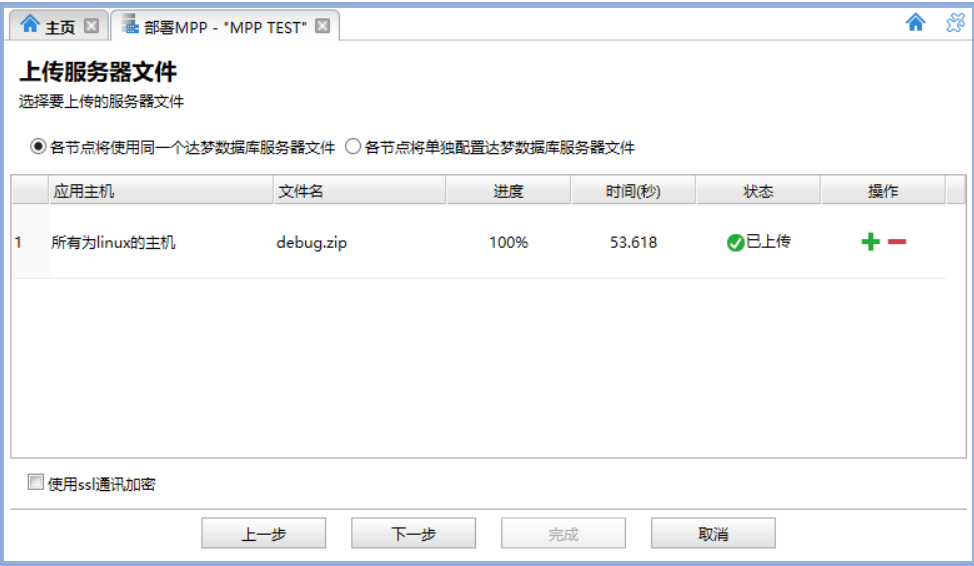 主页 部署MPP - "MPP TEST"
上传服务器文件
选择要上传的服务器文件
各节点将使用同一个达梦数据库服务器文件 各节点将单独配置达梦数据库服务器文件
应用主机 文件名 进度 时间(秒) 状态 操作
1 所有为linux的主机 debug.zip 100% 53.618 已上传
使用ssl通讯加密
上一步 下一步 完成 取消